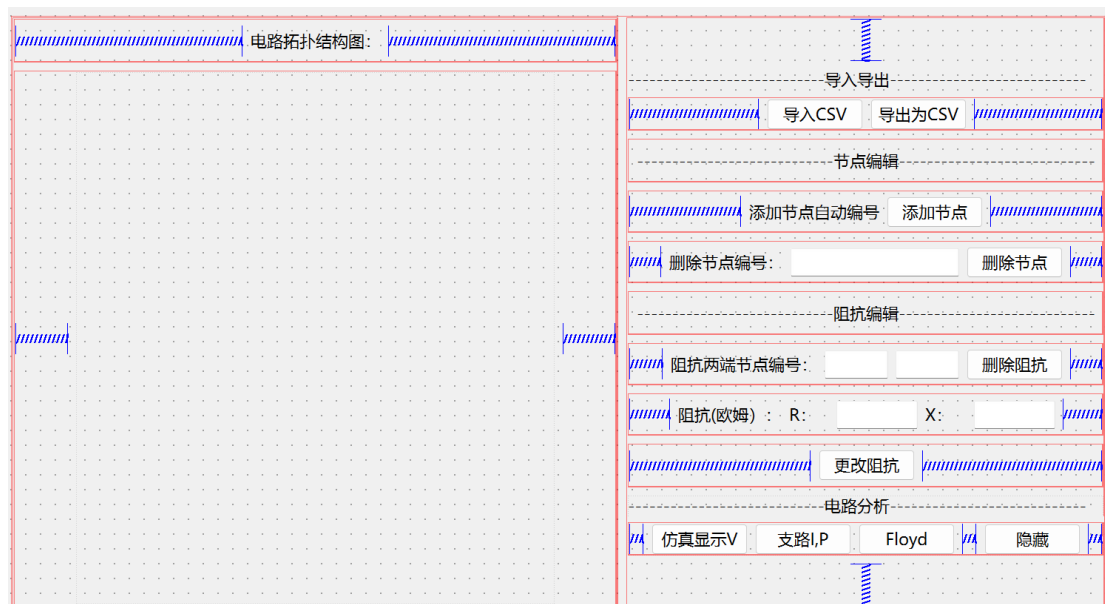 电路拓扑结构图：
导入导出
导入CSV 导出为CSV
节点编辑
添加节点自动编号 添加节点
删除节点编号： 删除节点
阻抗编辑
阻抗两端节点编号： 删除阻抗
阻抗(欧姆）： R： X：
更改阻抗
电路分析
仿真显示V 支路I,P Floyd 隐藏